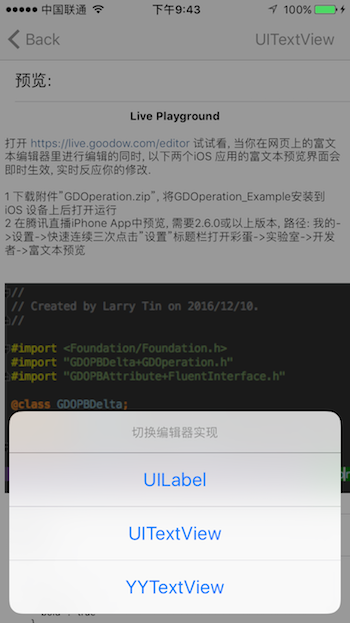 中国联通 下午9:43 100%
Back UITextView
预览:
Live Playground
打开 https://live.goodow.com/editor 试试看, 当你在网页上的富文
本编辑器里进行编辑的同时, 以下两个iOS 应用的富文本预览界面会
即时生效, 实时反应你的修改.
1 下载附件"GDOperation.zip", 将GDOperation_Example安装到
iOS 设备上后打开运行
2 在腾讯直播iPhone App中预览, 需要2.6.0或以上版本, 路径: 我的-
>设置->快速连续三次点击"设置"标题栏打开彩蛋->实验室->开发
者->富文本预览
//
// Created by Larry Tin on 2016/12/10.
//
#import <Foundation/Foundation.h>
#import "GDOPBDelta+GDOperation.h"
#import "GDOPBAttribute+FluentInterface.h"
@class GDOPBDelta;
切换编辑器实现
UILabel
UITextView
YYTextView